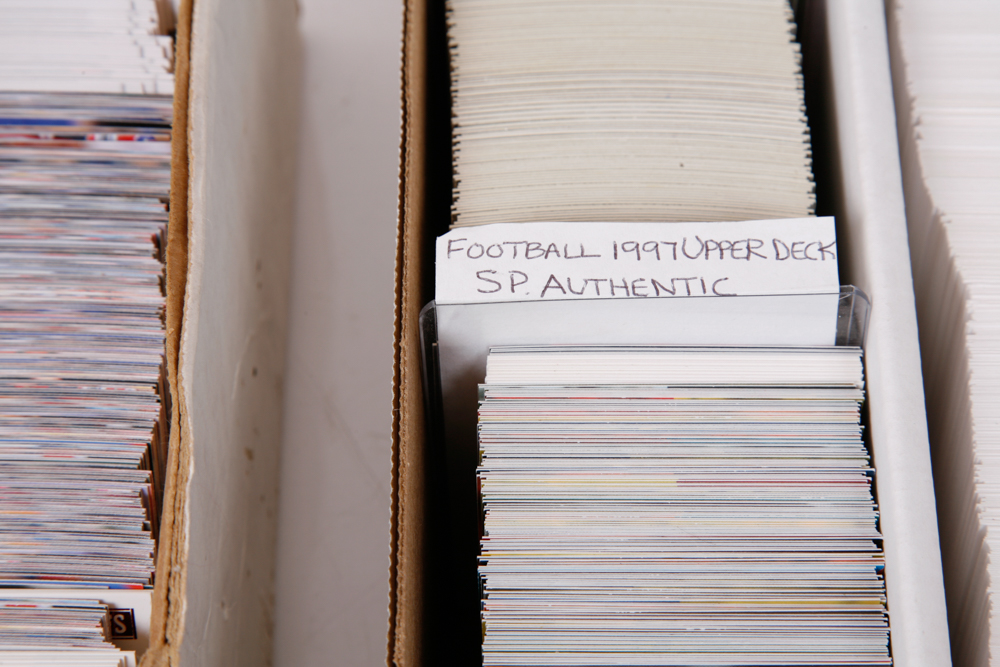 FOOTBALL 1997 UPPER DECK
SP. AUTHENTIC
S